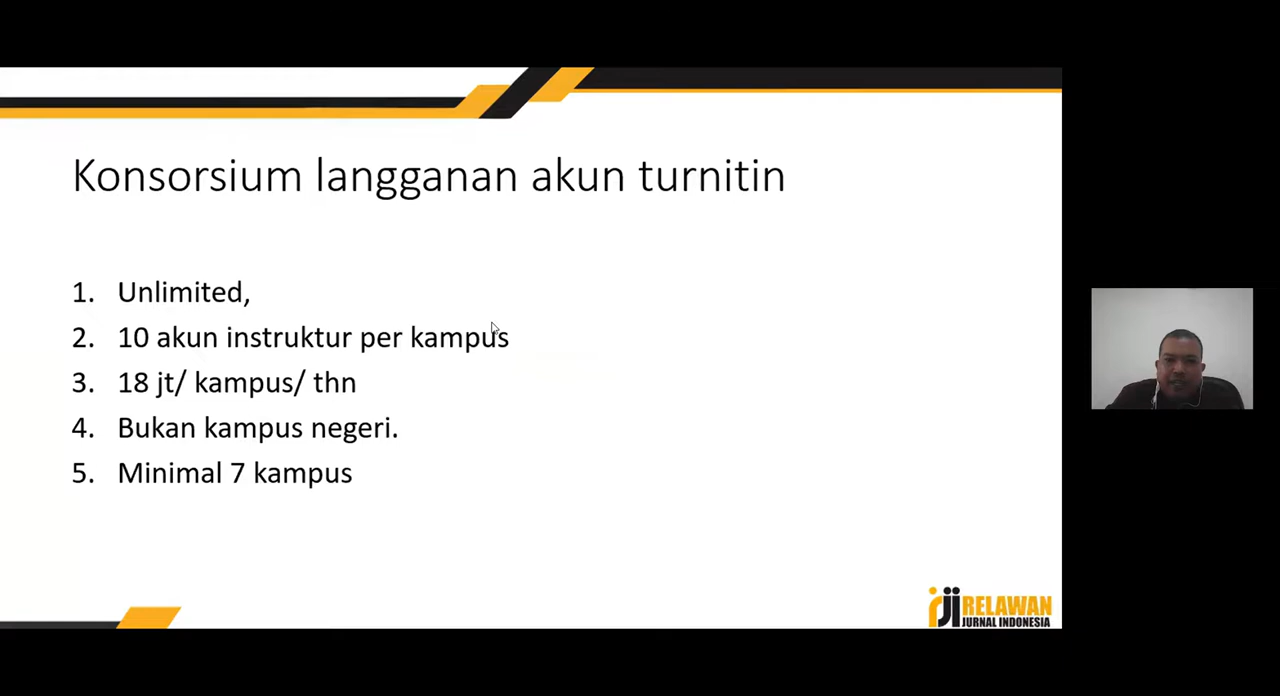 Konsorsium langganan akun turnitin
1. Unlimited,
2. 10 akun instruktur per kampus
3. 18 jt/ kampus/ thn
4. Bukan kampus negeri.
5. Minimal 7 kampus
rji RELAWAN
JURNAL INDONESIA